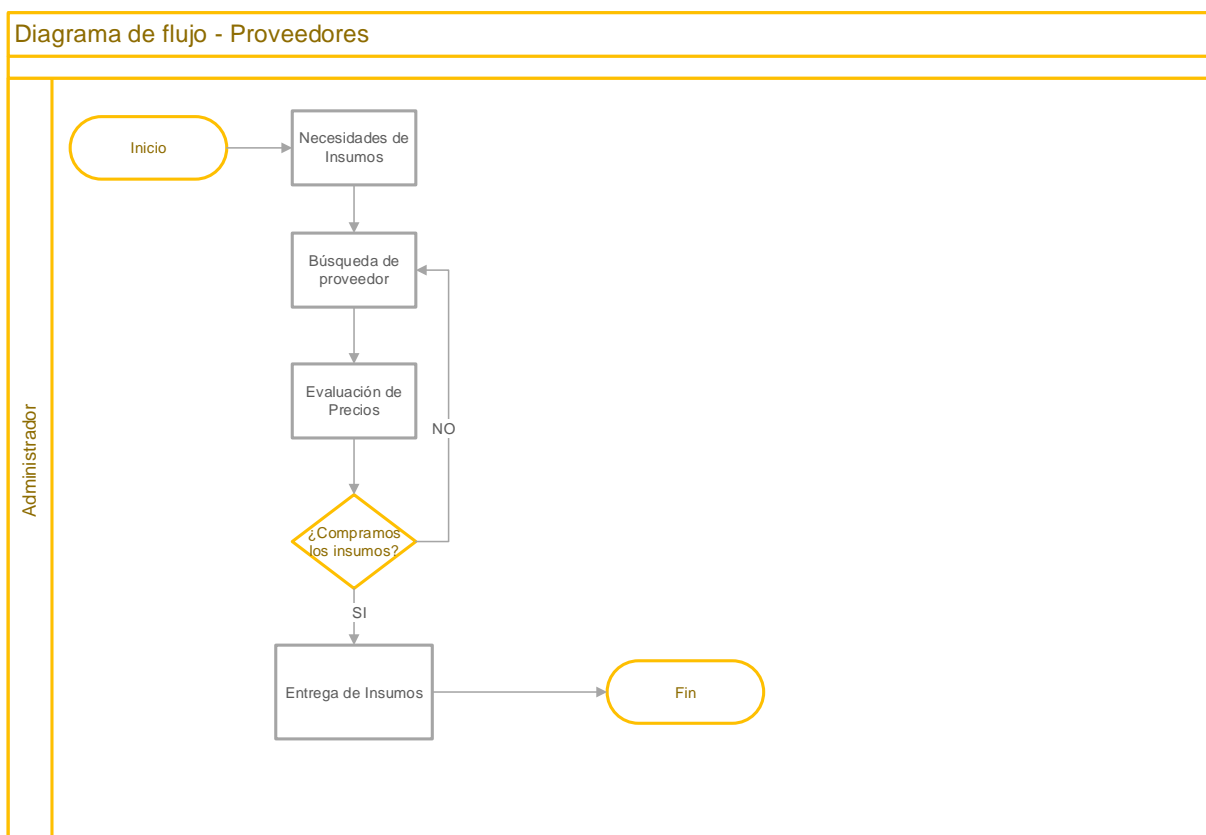 Diagrama de flujo - Proveedores
Administrador
Inicio
Necesidades de
Insumos
Búsqueda de
proveedor
Evaluación de
Precios
NO
¿Compramos
los insumos?
SI
Entrega de Insumos
Fin